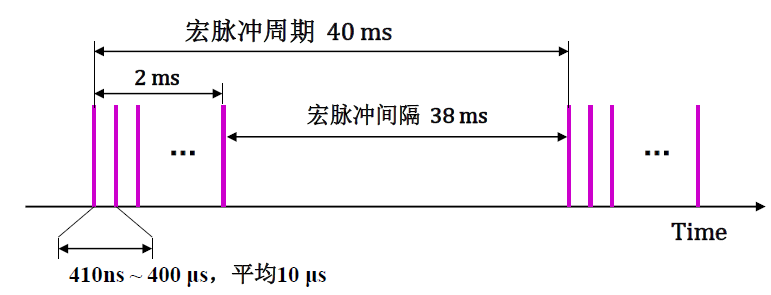 宏脉冲周期 40 ms
2 ms
宏脉冲间隔 38 ms
...
...
Time
410ns ~ 400 μs，平均10 μs